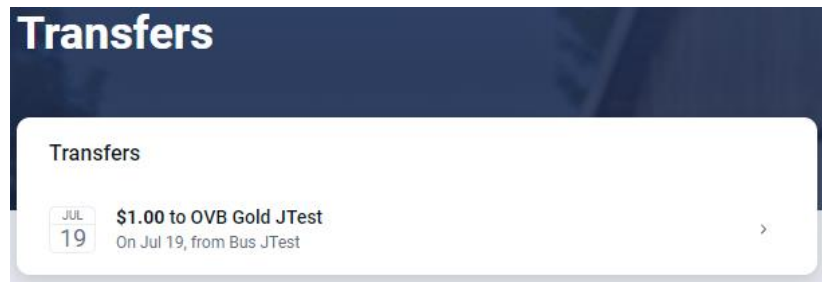 Transfers
Transfers
JUL
19
$1.00 to OVB Gold JTest
On Jul 19, from Bus JTest